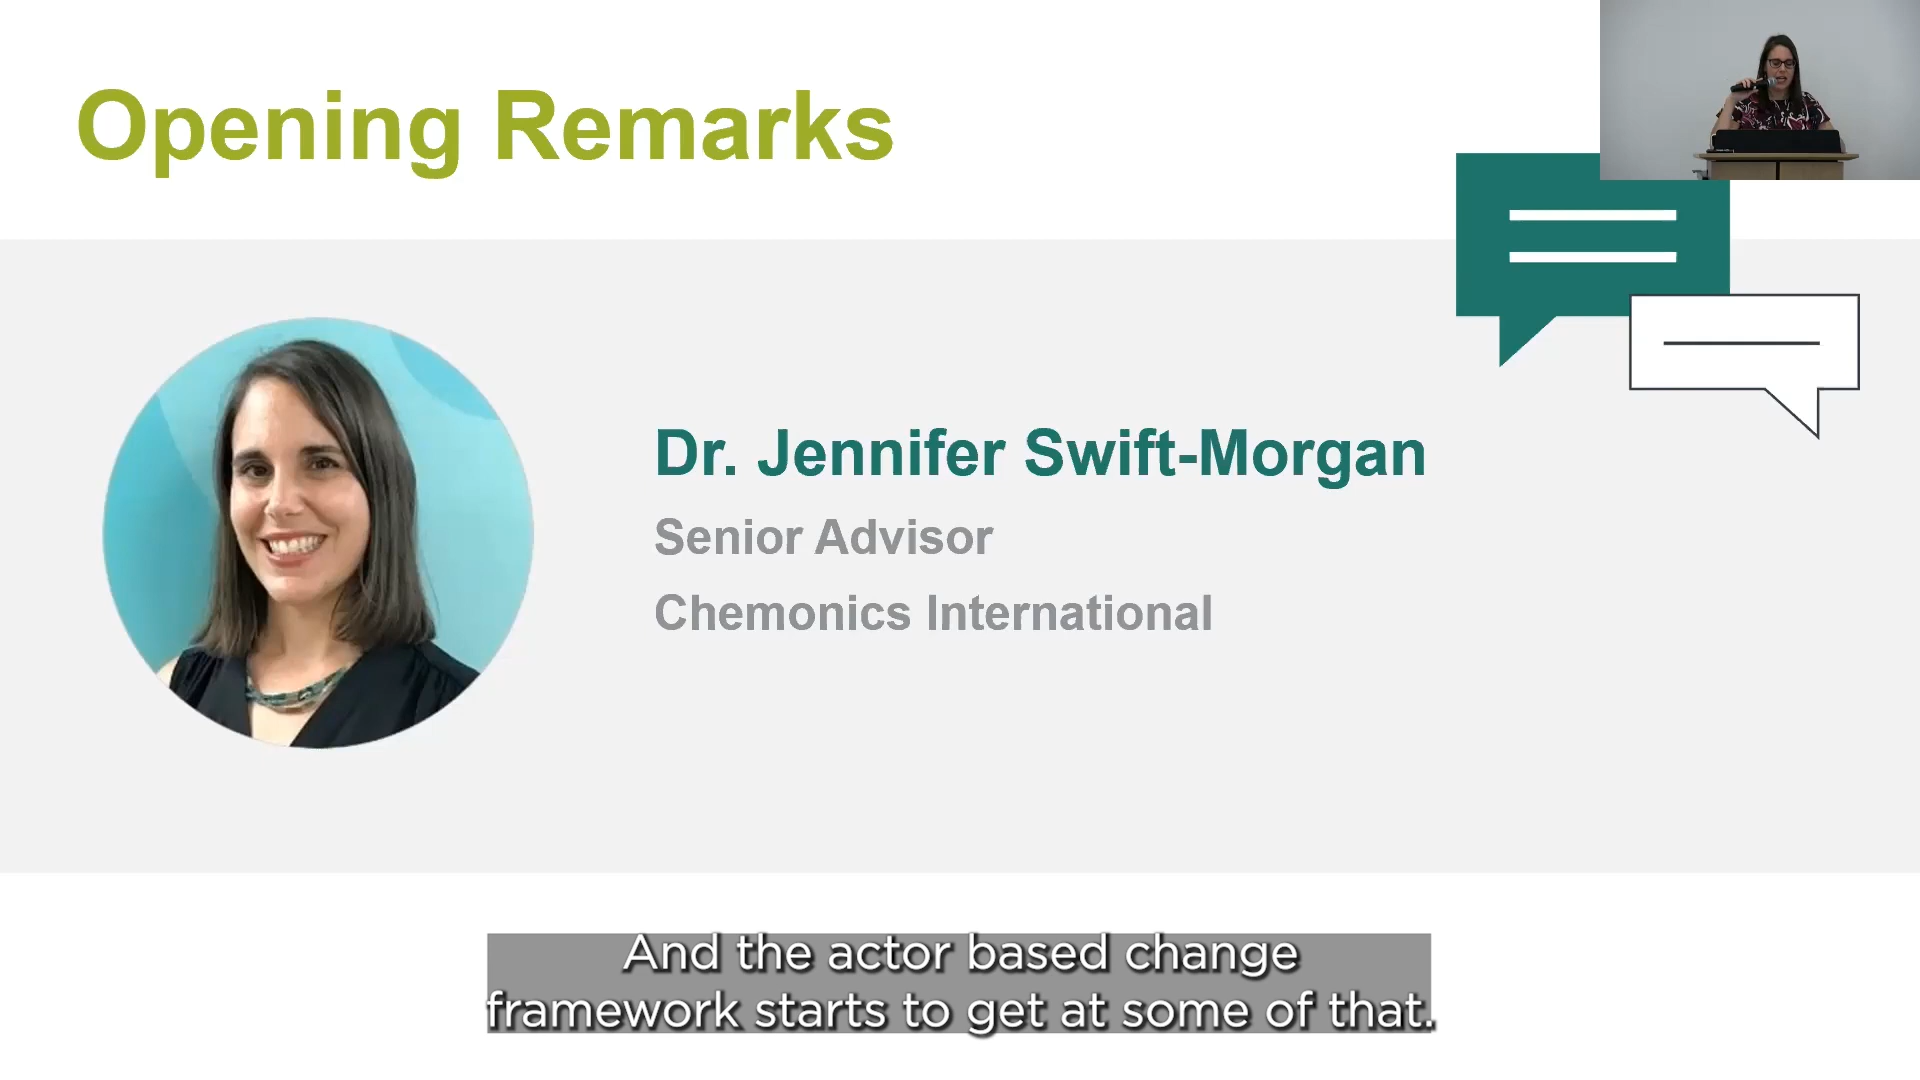 Opening Remarks
Dr. Jennifer Swift-Morgan
Senior Advisor
Chemonics International
And the actor based change
framework starts to get at some of that.